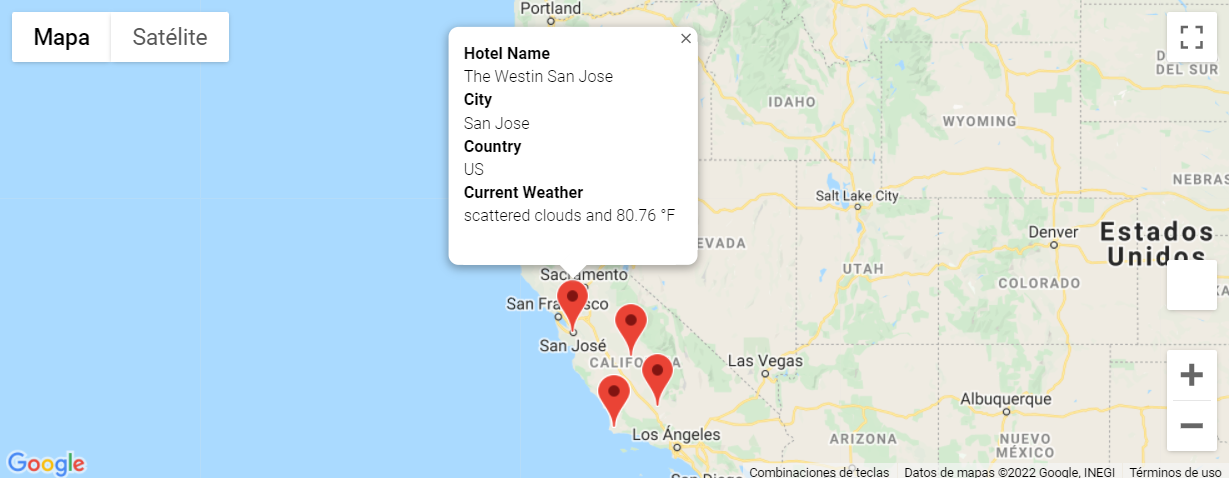 Mapa
Satélite
Portland
Hotel Name
The Westin San Jose
City
San Jose
Country
US
Current Weather
scattered clouds and 80.76 °F
DEL SUR
IDAHO
WYOMING
NEBRAS
Salt Lake City
Denver
Estados
Unidos
EVADA
UTAH
COLORADO
Sacramento
San Francisco
San José
CALIFORNIA
Las Vegas
Albuquerque
Los Ángeles
ARIZONA
NUEVO
MÉXICO
San Diego
Google
Combinaciones de teclas
Datos de mapas ©2022 Google, INEGI
Términos de uso